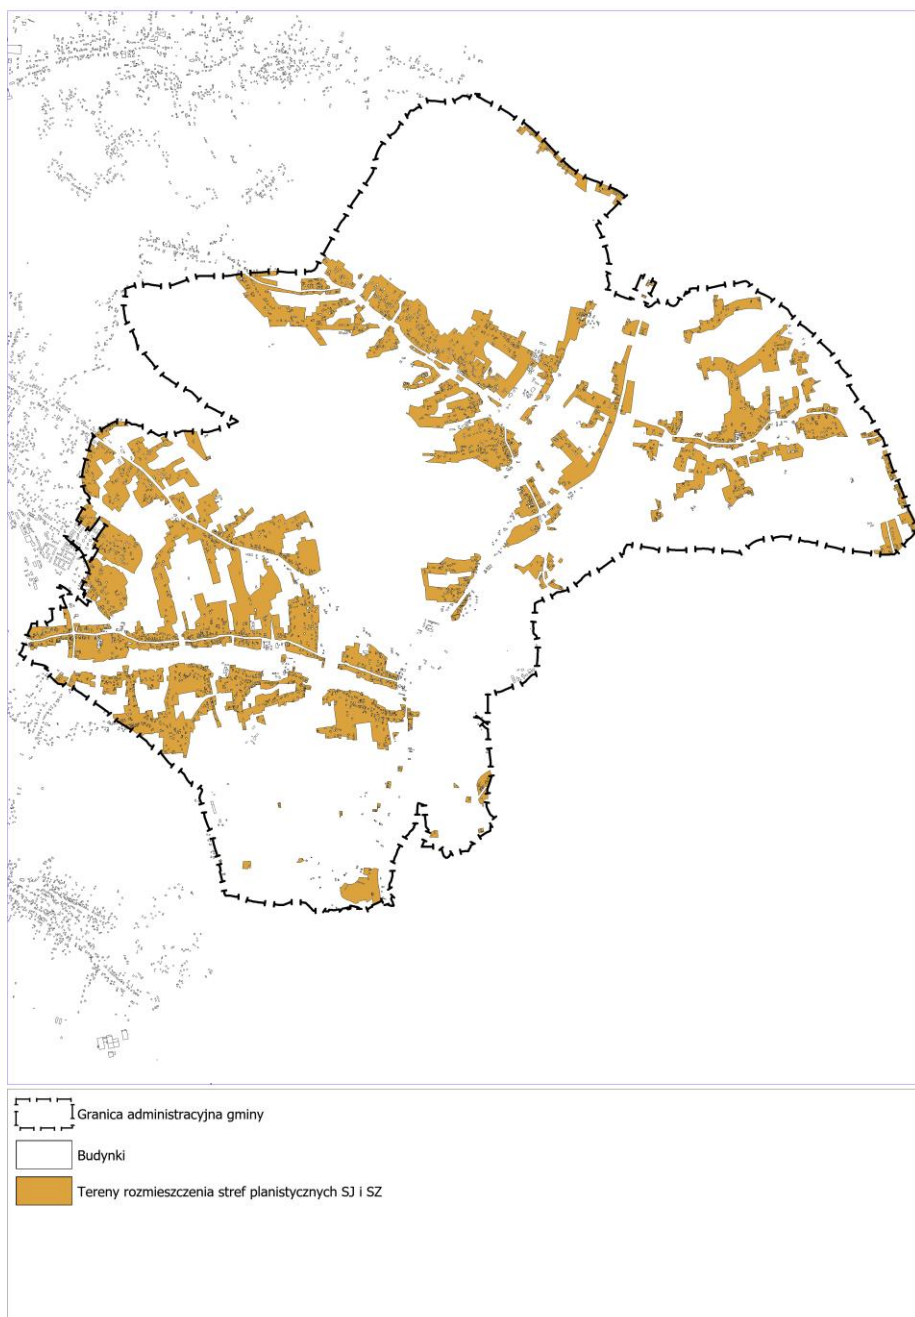 Granica administracyjna gminy
Budynki
Tereny rozmieszczenia stref planistycznych SJ i SZ